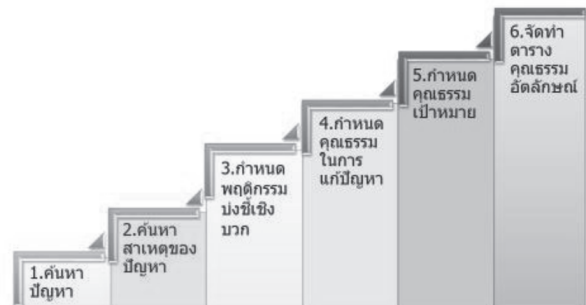 1.ค้นหา
ปัญหา
2.ค้นหา
สาเหตุของ
ปัญหา
3.กำหนด
พฤติกรรม
บ่งชี้เชิง
บวก
4.กำหนด
คุณธรรม
ในการ
แก้ปัญหา
5.กำหนด
คุณธรรม
เป้าหมาย
6.จัดทำ
ตาราง
คุณธรรม
อัตลักษณ์